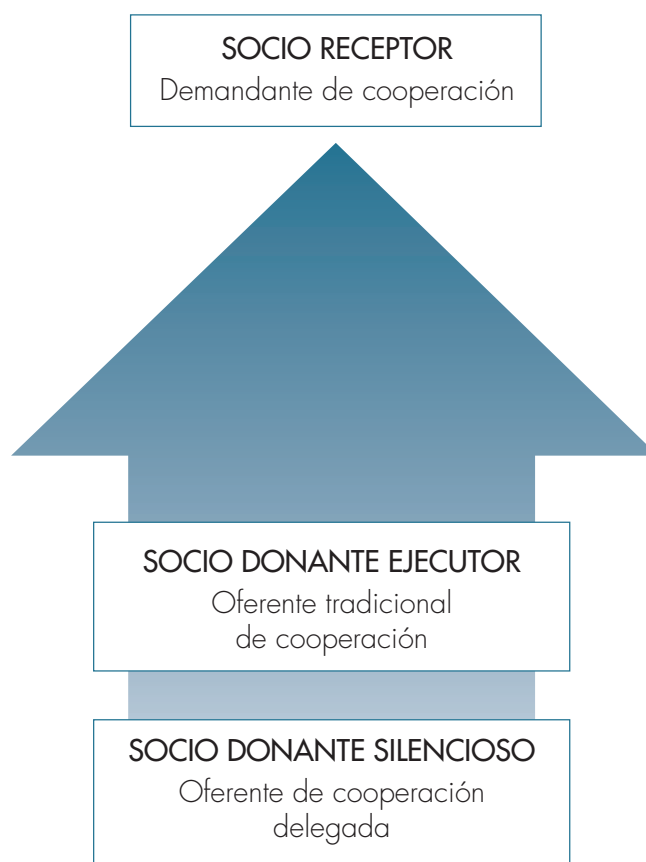 SOCIO RECEPTOR
Demandante de cooperación
SOCIO DONANTE EJECUTOR
Oferente tradicional
de cooperación
SOCIO DONANTE SILENCIOSO
Oferente de cooperación
delegada